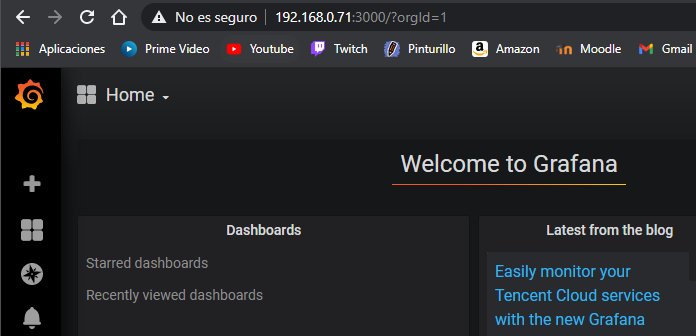 No es seguro | 192.168.0.71:3000/?orgId=1
Aplicaciones Prime Video Youtube Twitch Pinturillo Amazon Moodle Gmail
Home
Welcome to Grafana
Dashboards
Starred dashboards
Recently viewed dashboards
Latest from the blog
Easily monitor your
Tencent Cloud services
with the new Grafana